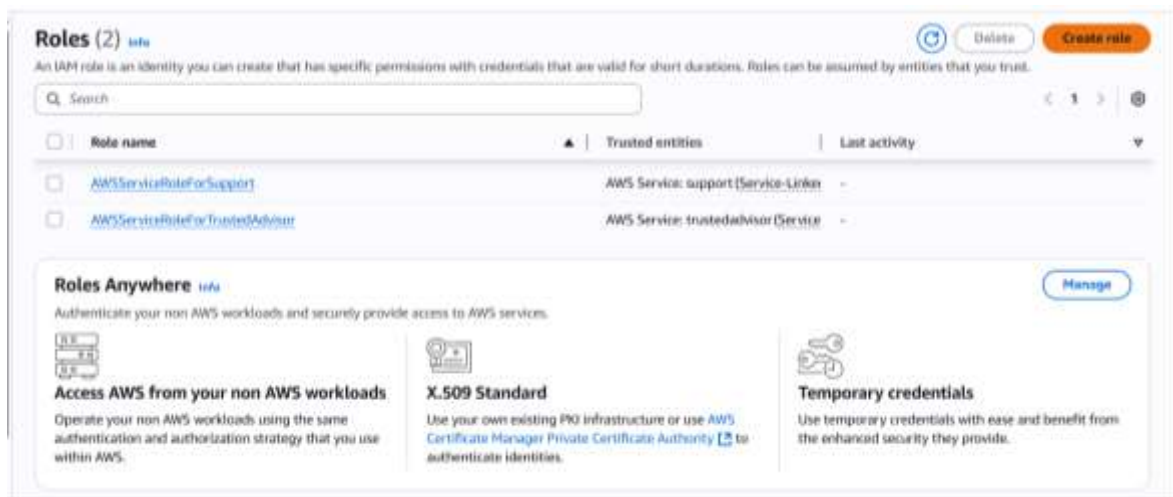 Roles (2) Info
Delete
Create role
An IAM role is an identity you can create that has specific permissions with credentials that are valid for short durations. Roles can be assumed by entities that you trust.
Search
1
Role name
Trusted entities
Last activity
AWSServiceRoleForSupport
AWS Service: support (Service-Linke
-
AWSServiceRoleForTrustedAdvisor
AWS Service: trustedadvisor (Service
-
Roles Anywhere Info
Manage
Authenticate your non AWS workloads and securely provide access to AWS services.
Access AWS from your non AWS workloads
Operate your non AWS workloads using the same
authentication and authorization strategy that you use
within AWS.
X.509 Standard
Use your own existing PKI infrastructure or use AWS
Certificate Manager Private Certificate Authority to
authenticate identities.
Temporary credentials
Use temporary credentials with ease and benefit from
the enhanced security they provide.